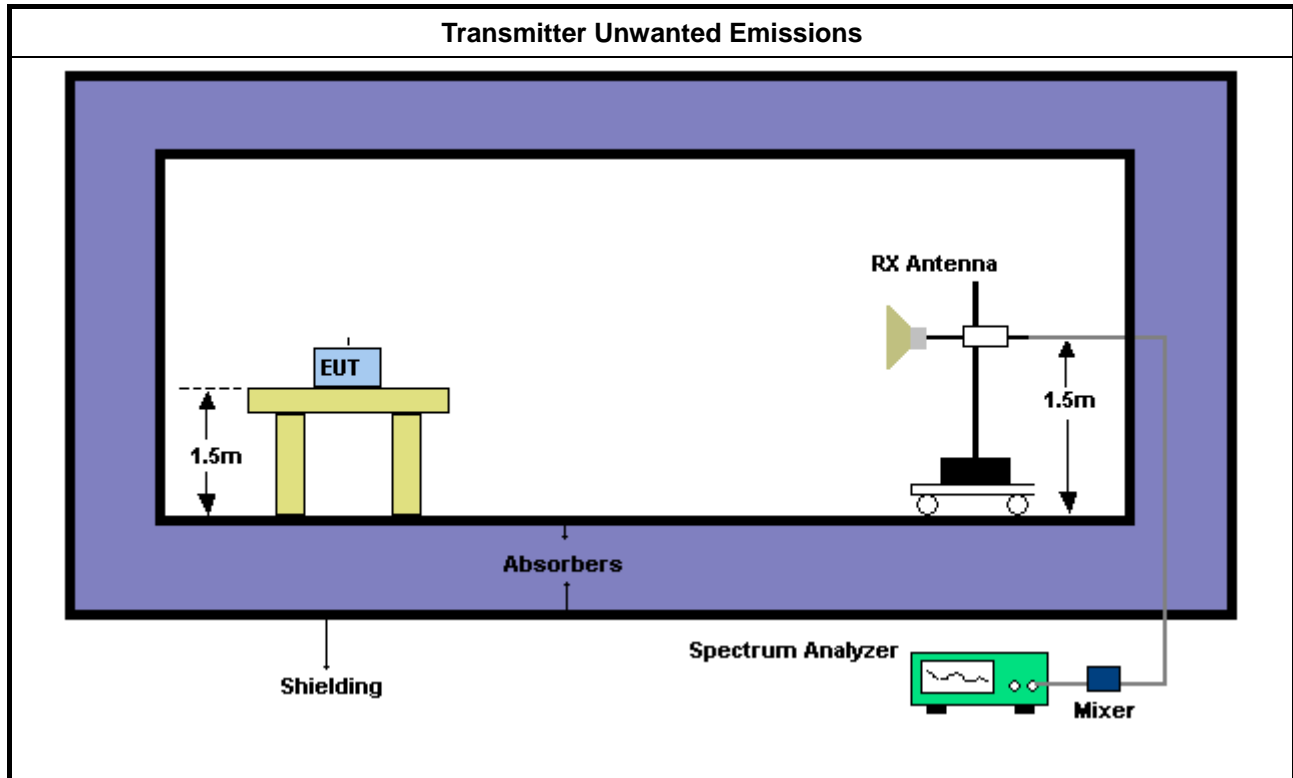 Transmitter Unwanted Emissions
RX Antenna
EUT
1.5m
1.5m
Absorbers
Shielding
Spectrum Analyzer
Mixer